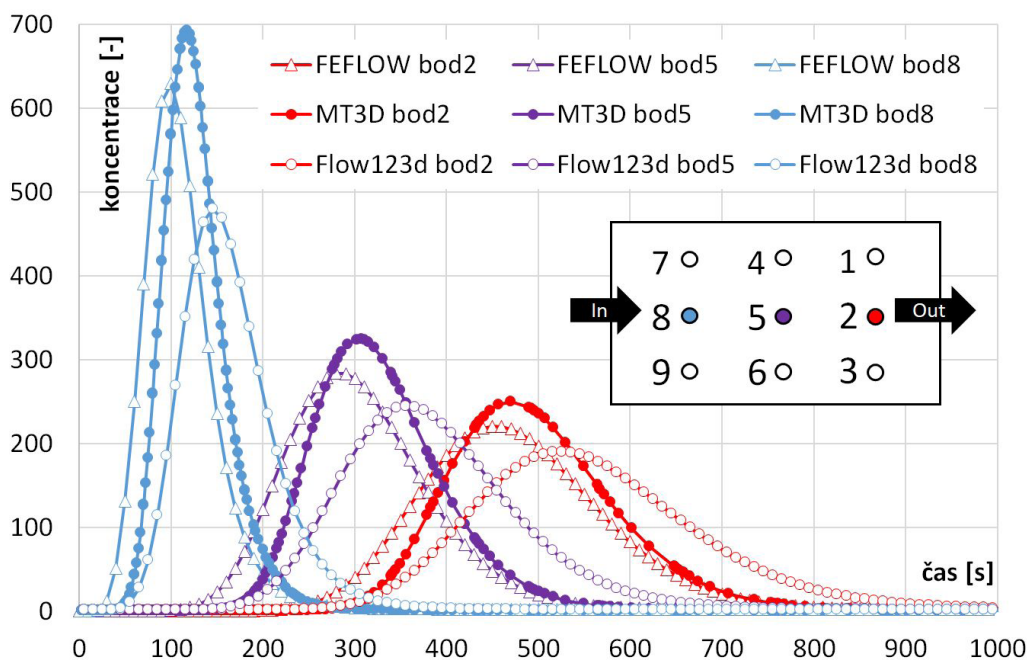 700
600
500
400
300
200
100
0
koncentrace [-]
FEFLOW bod2 FEFLOW bod5 FEFLOW bod8
MT3D bod2 MT3D bod5 MT3D bod8
Flow123d bod2 Flow123d bod5 Flow123d bod8
7 4 1
In 8 5 2 Out
9 6 3
čas [s]
0 100 200 300 400 500 600 700 800 900 1000